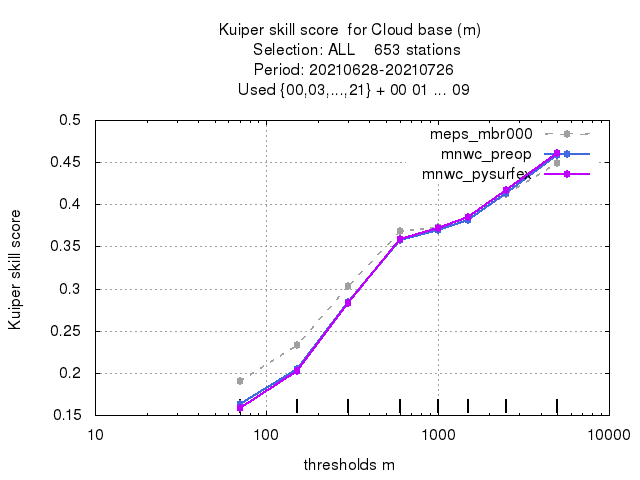 Kuiper skill score  for Cloud base (m)
Selection: ALL    653 stations
Period: 20210628-20210726
Used {00,03,...,21} + 00 01 ... 09
0.5
0.45
0.4
0.35
0.3
0.25
0.2
0.15
Kuiper skill score
meps_mbr000
mnwc_preop
mnwc_pysurfex
10
100
1000
10000
thresholds m